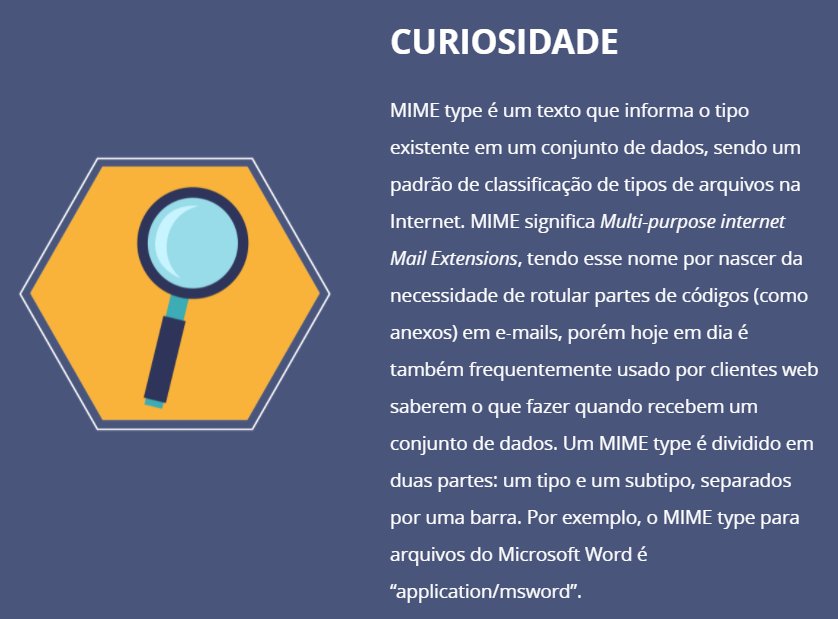 CURIOSIDADE
MIME type é um texto que informa o tipo
existente em um conjunto de dados, sendo um
padrão de classificação de tipos de arquivos na
Internet. MIME significa Multi-purpose internet
Mail Extensions, tendo esse nome por nascer da
necessidade de rotular partes de códigos (como
anexos) em e-mails, porém hoje em dia é
também frequentemente usado por clientes web
saberem o que fazer quando recebem um
conjunto de dados. Um MIME type é dividido em
duas partes: um tipo e um subtipo, separados
por uma barra. Por exemplo, o MIME type para
arquivos do Microsoft Word é
“application/msword”.